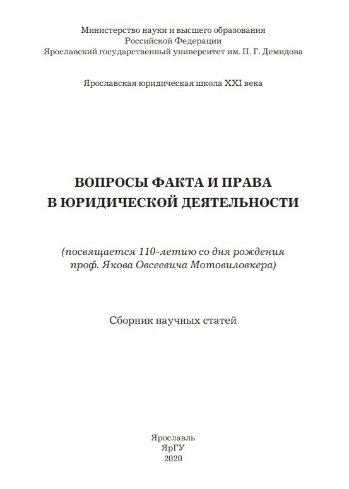 Министерство науки и высшего образования
Российской Федерации
Ярославский государственный университет им. П. Г. Демидова
Ярославская юридическая школа XXI века
ВОПРОСЫ ФАКТА И ПРАВА
В ЮРИДИЧЕСКОЙ ДЕЯТЕЛЬНОСТИ
(посвящается 110-летию со дня рождения
проф. Якова Овсеевича Мотовиловкера)
Сборник научных статей
Ярославль
ЯрГУ
2020